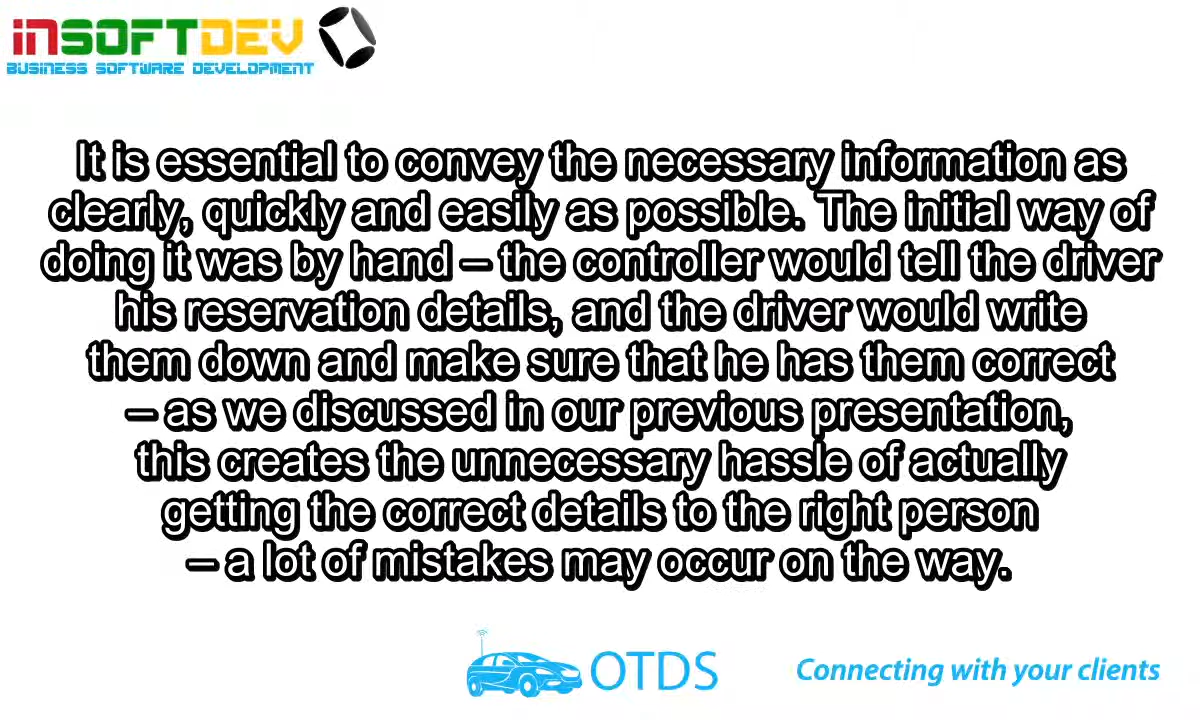 inSOFTDEV
BUSINESS SOFTWARE DEVELOPMENT
It is essential to convey the necessary information as
clearly, quickly and easily as possible. The initial way of
doing it was by hand – the controller would tell the driver
his reservation details, and the driver would write
them down and make sure that he has them correct
– as we discussed in our previous presentation,
this creates the unnecessary hassle of actually
getting the correct details to the right person
– a lot of mistakes may occur on the way.
OTDS
Connecting with your clients